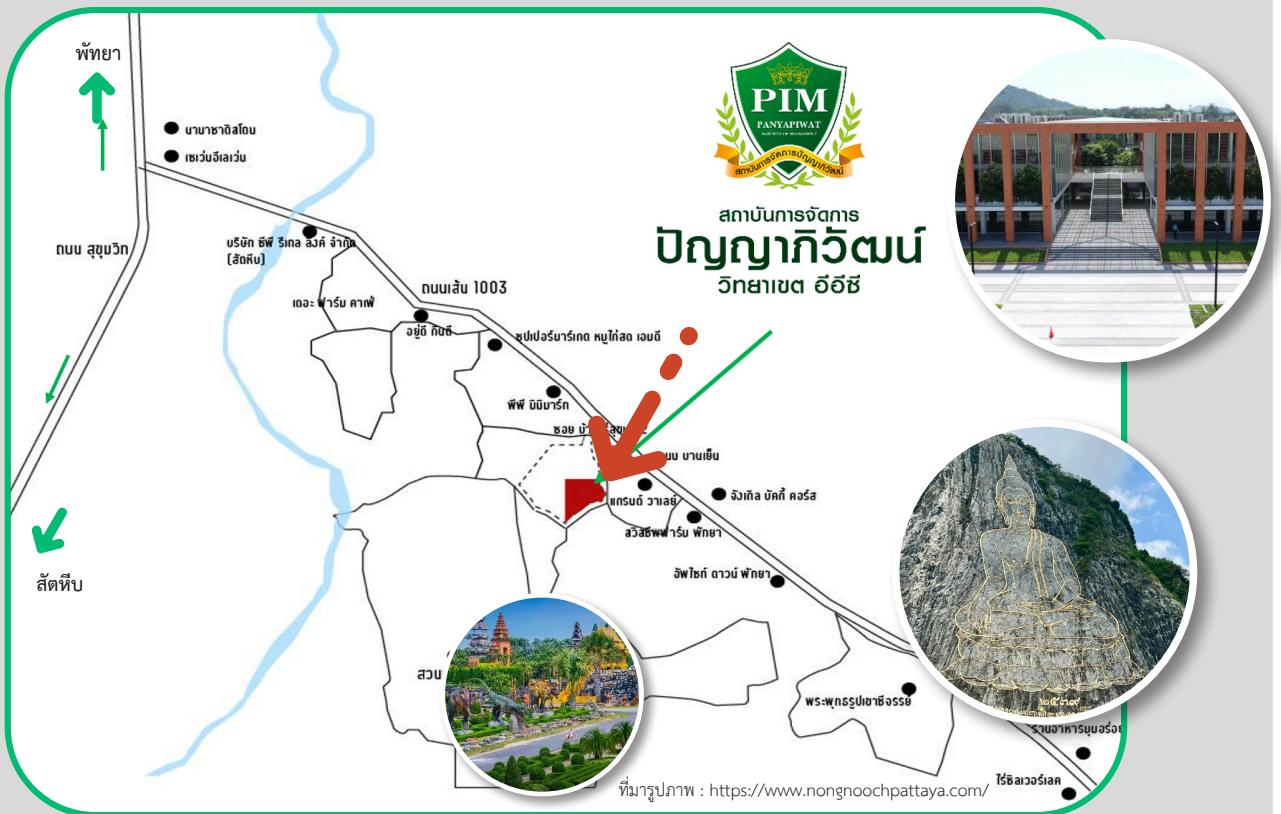 พัทยา
นานาชาติสโตน
เซเว่นอีเลเว่น
ถนน สุขุมวิท
บริษัท ซีพี รีเทล ลิงค์ จำกัด
(สัตหีบ)
ถนนเส้น 1003
เดอะ ฟาร์ม คาเฟ่
อยู่ดี กินดี
ซุปเปอร์มาร์เกต หมูไก่สด เอมดี
พีพี มินิมาร์ท
ซอย
บานเย็น
แกรนด์ วาเลย์
จังเกิล บักกี้ คอร์ส
สวิสชีพฟาร์ม พัทยา
อัพไซท์ ดาวน์ พัทยา
สัตหีบ
สวน
พระพุทธรูปเขาชีจรรย์
ร้านอาหารมุมอร่อย
ไร่ซิลเวอร์เลค
PIM
PANYAPIWAT
INSTITUTE OF MANAGEMENT
สถาบันการจัดการปัญญาภิวัฒน์
สถาบันการจัดการ
ปัญญาภิวัฒน์
วิทยาเขต อีอีซี
๒๕๓๙
ที่มารูปภาพ : https://www.nongnoochpattaya.com/